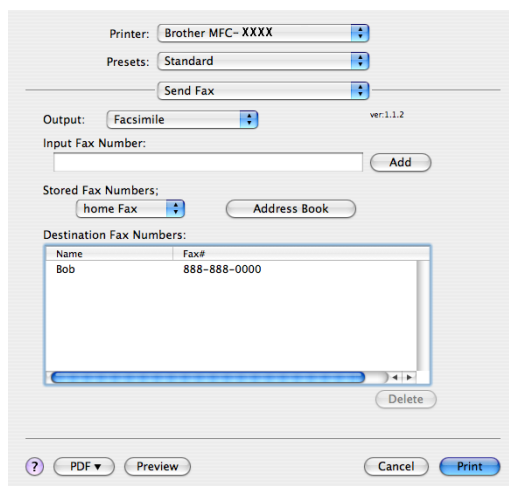 Printer: Brother MFC- XXXX
Presets: Standard
Send Fax
Output: Facsimile ver:1.1.2
Input Fax Number:
Add
Stored Fax Numbers;
home Fax Address Book
Destination Fax Numbers:
Name Fax#
Bob 888-888-0000
Delete
? PDF▼ Preview Cancel Print